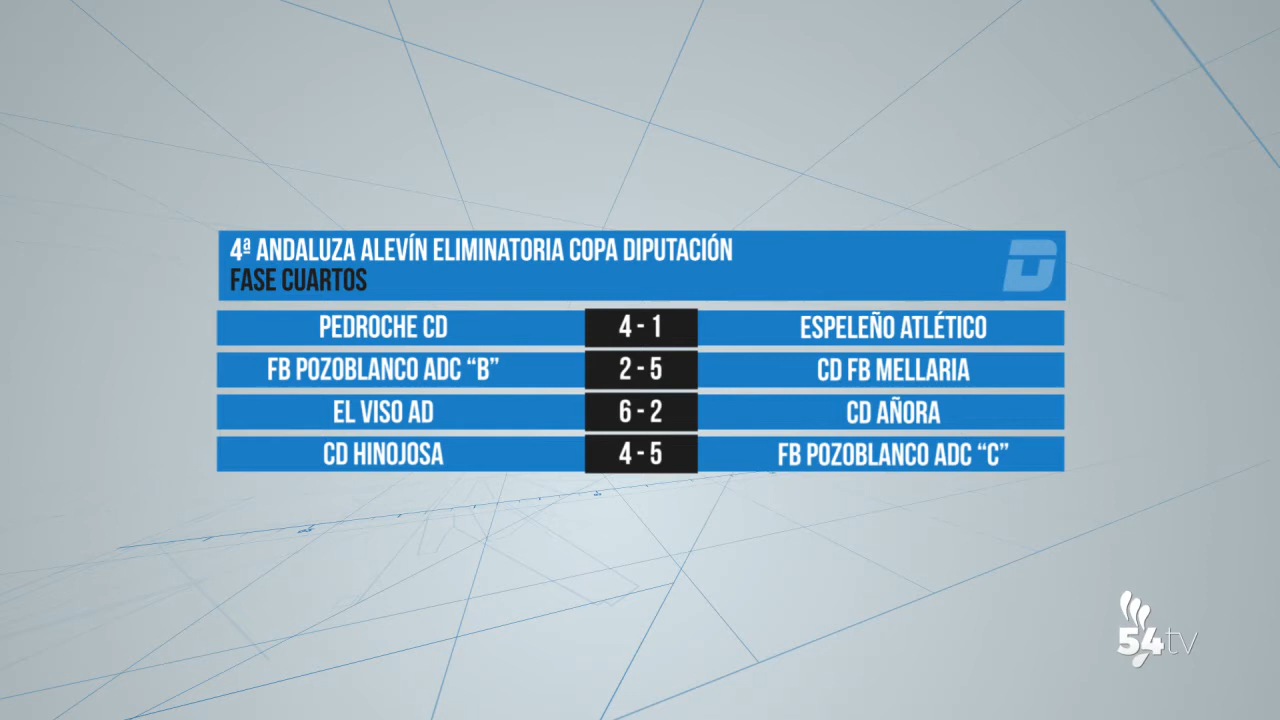 4ª ANDALUZA ALEVÍN ELIMINATORIA COPA DIPUTACIÓN
FASE CUARTOS
PEDROCHE CD 4 - 1 ESPELEÑO ATLÉTICO
FB POZOBLANCO ADC “B” 2 - 5 CD FB MELLARIA
EL VISO AD 6 - 2 CD AÑORA
CD HINOJOSA 4 - 5 FB POZOBLANCO ADC “C”
54tv